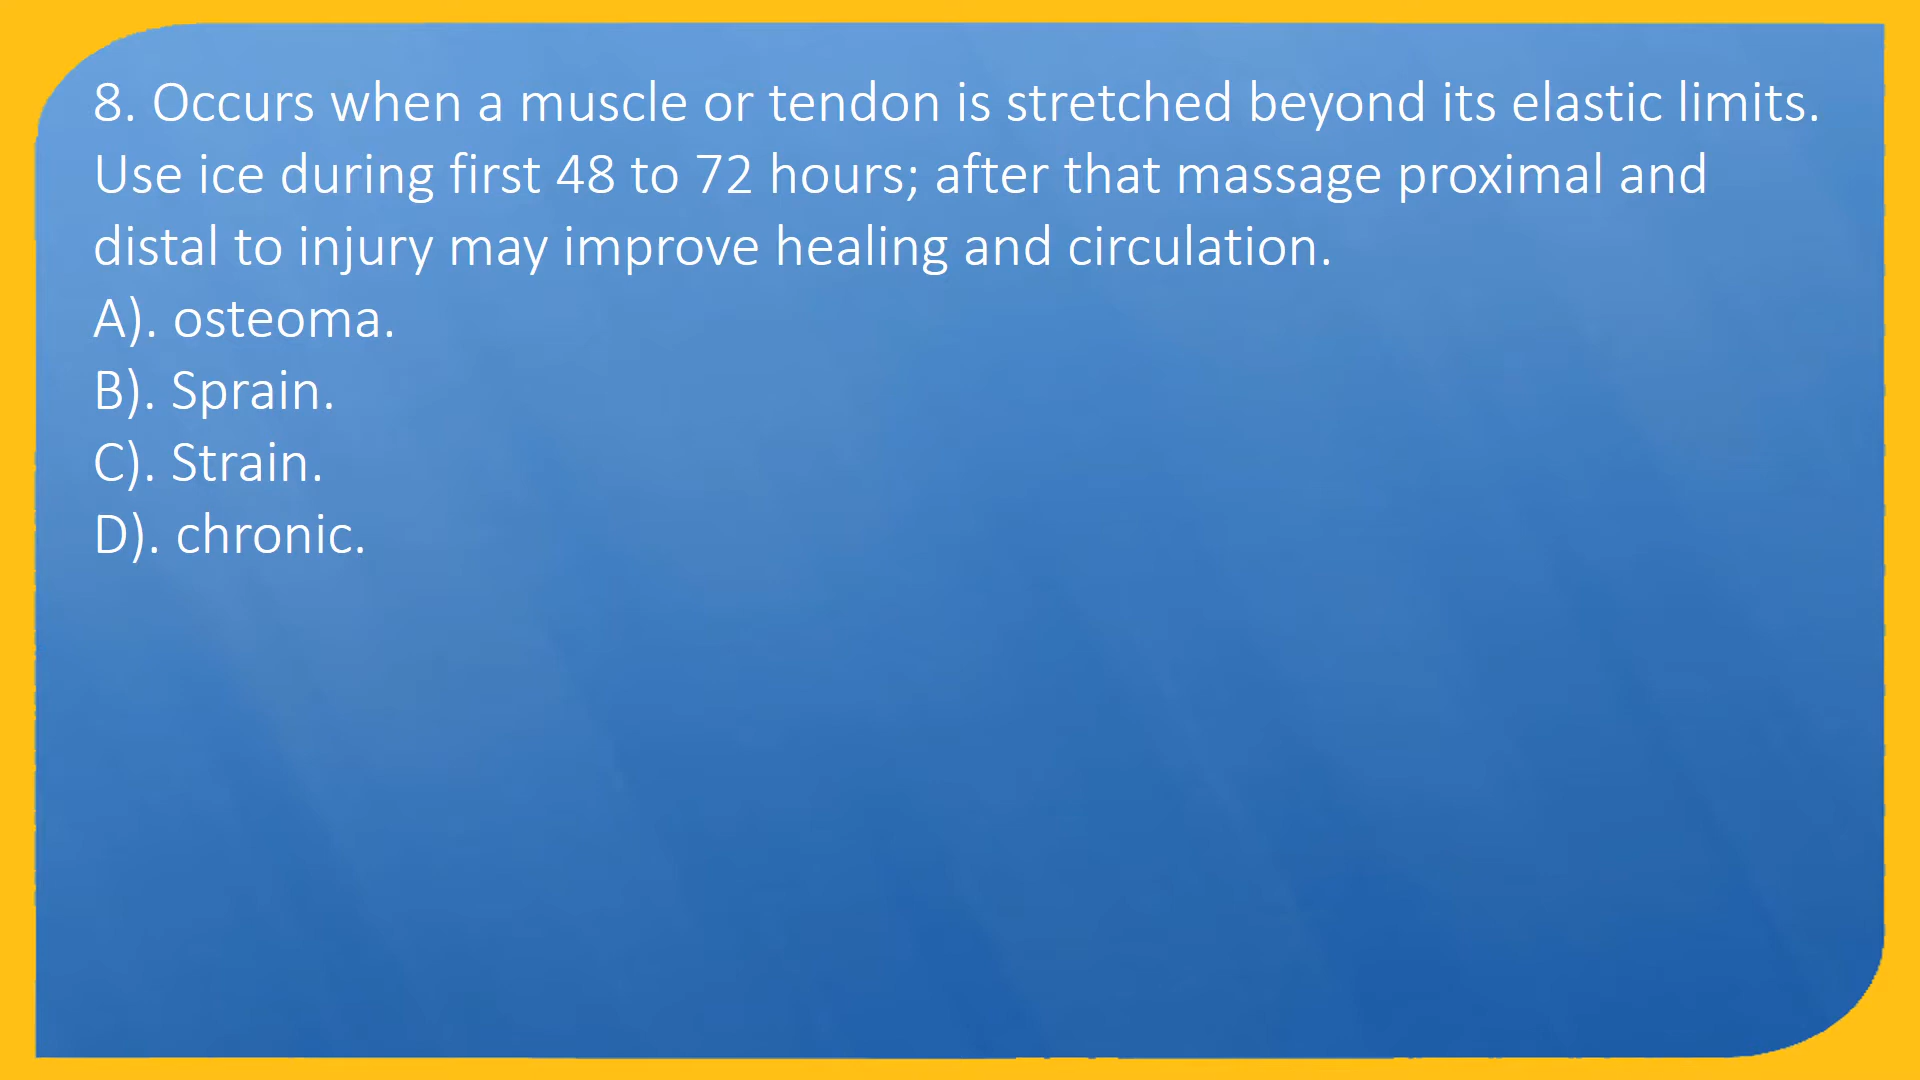 8. Occurs when a muscle or tendon is stretched beyond its elastic limits.
Use ice during first 48 to 72 hours; after that massage proximal and
distal to injury may improve healing and circulation.
A). osteoma.
B). Sprain.
C). Strain.
D). chronic.